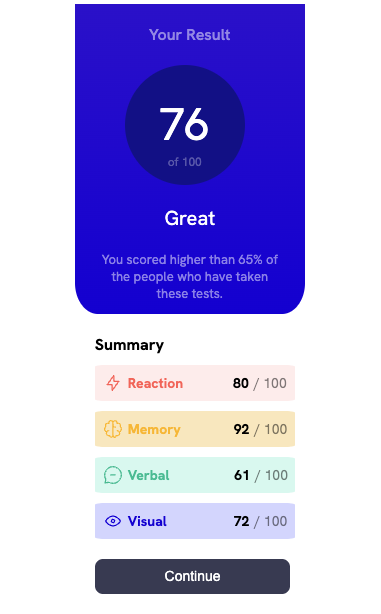 Your Result
76
of 100
Great
You scored higher than 65% of
the people who have taken
these tests.
Summary
Reaction 80 / 100
Memory 92 / 100
Verbal 61 / 100
Visual 72 / 100
Continue